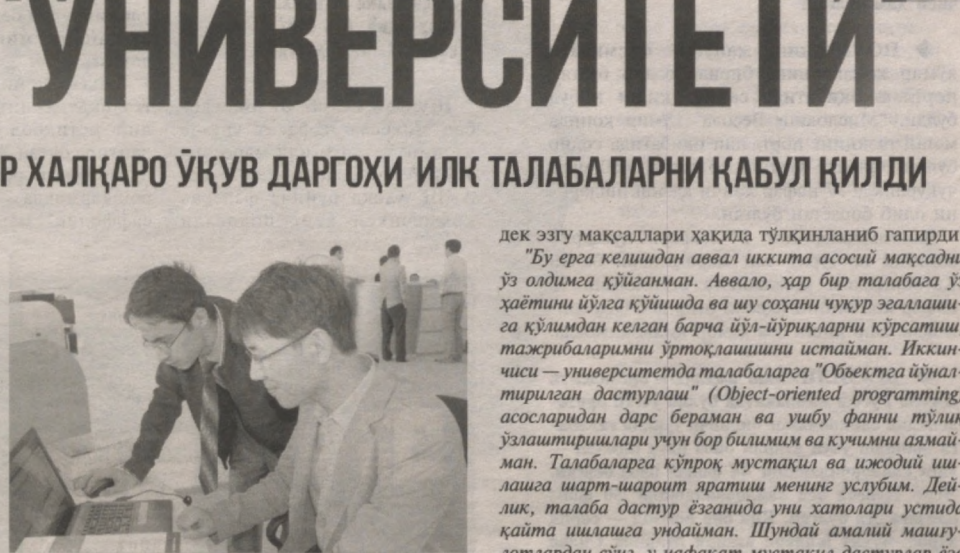 УНИВЕРСИТЕТИ"
Р ХАЛҚАРО ЎҚУВ ДАРГОҲИ ИЛК ТАЛАБАЛАРНИ ҚАБУЛ ҚИЛДИ
дек эзгу мақсадлари ҳақида тўлқинланиб гапирди
"Бу ерга келишдан аввал иккита асосий мақсадни
ўз олдимга қўйганман. Аввало, ҳар бир талабага ўз
ҳаётини йўлга қўйишда ва шу соҳани чуқур эгаллаши-
га қўлимдан келган барча йўл-йўриқларни кўрсатиш
тажрибаларимни ўртоқлашишни истайман. Иккин-
чиси — университетда талабаларга "Объектга йўнал-
тирилган дастурлаш" (Object-oriented programming)
асосларидан дарс бераман ва ушбу фанни тўлиқ
ўзлаштиришлари учун бор билимим ва кучимни аямай-
ман. Талабаларга кўпроқ мустақил ва ижодий иш-
лашга шарт-шароит яратиш менинг услубим. Дей-
лик, талаба дастур ёзганида уни хатолари устида
қайта ишлашга ундайман. Шундай амалий машғу-
лотлардан сўнг, у нафақат мустақил дастурлар